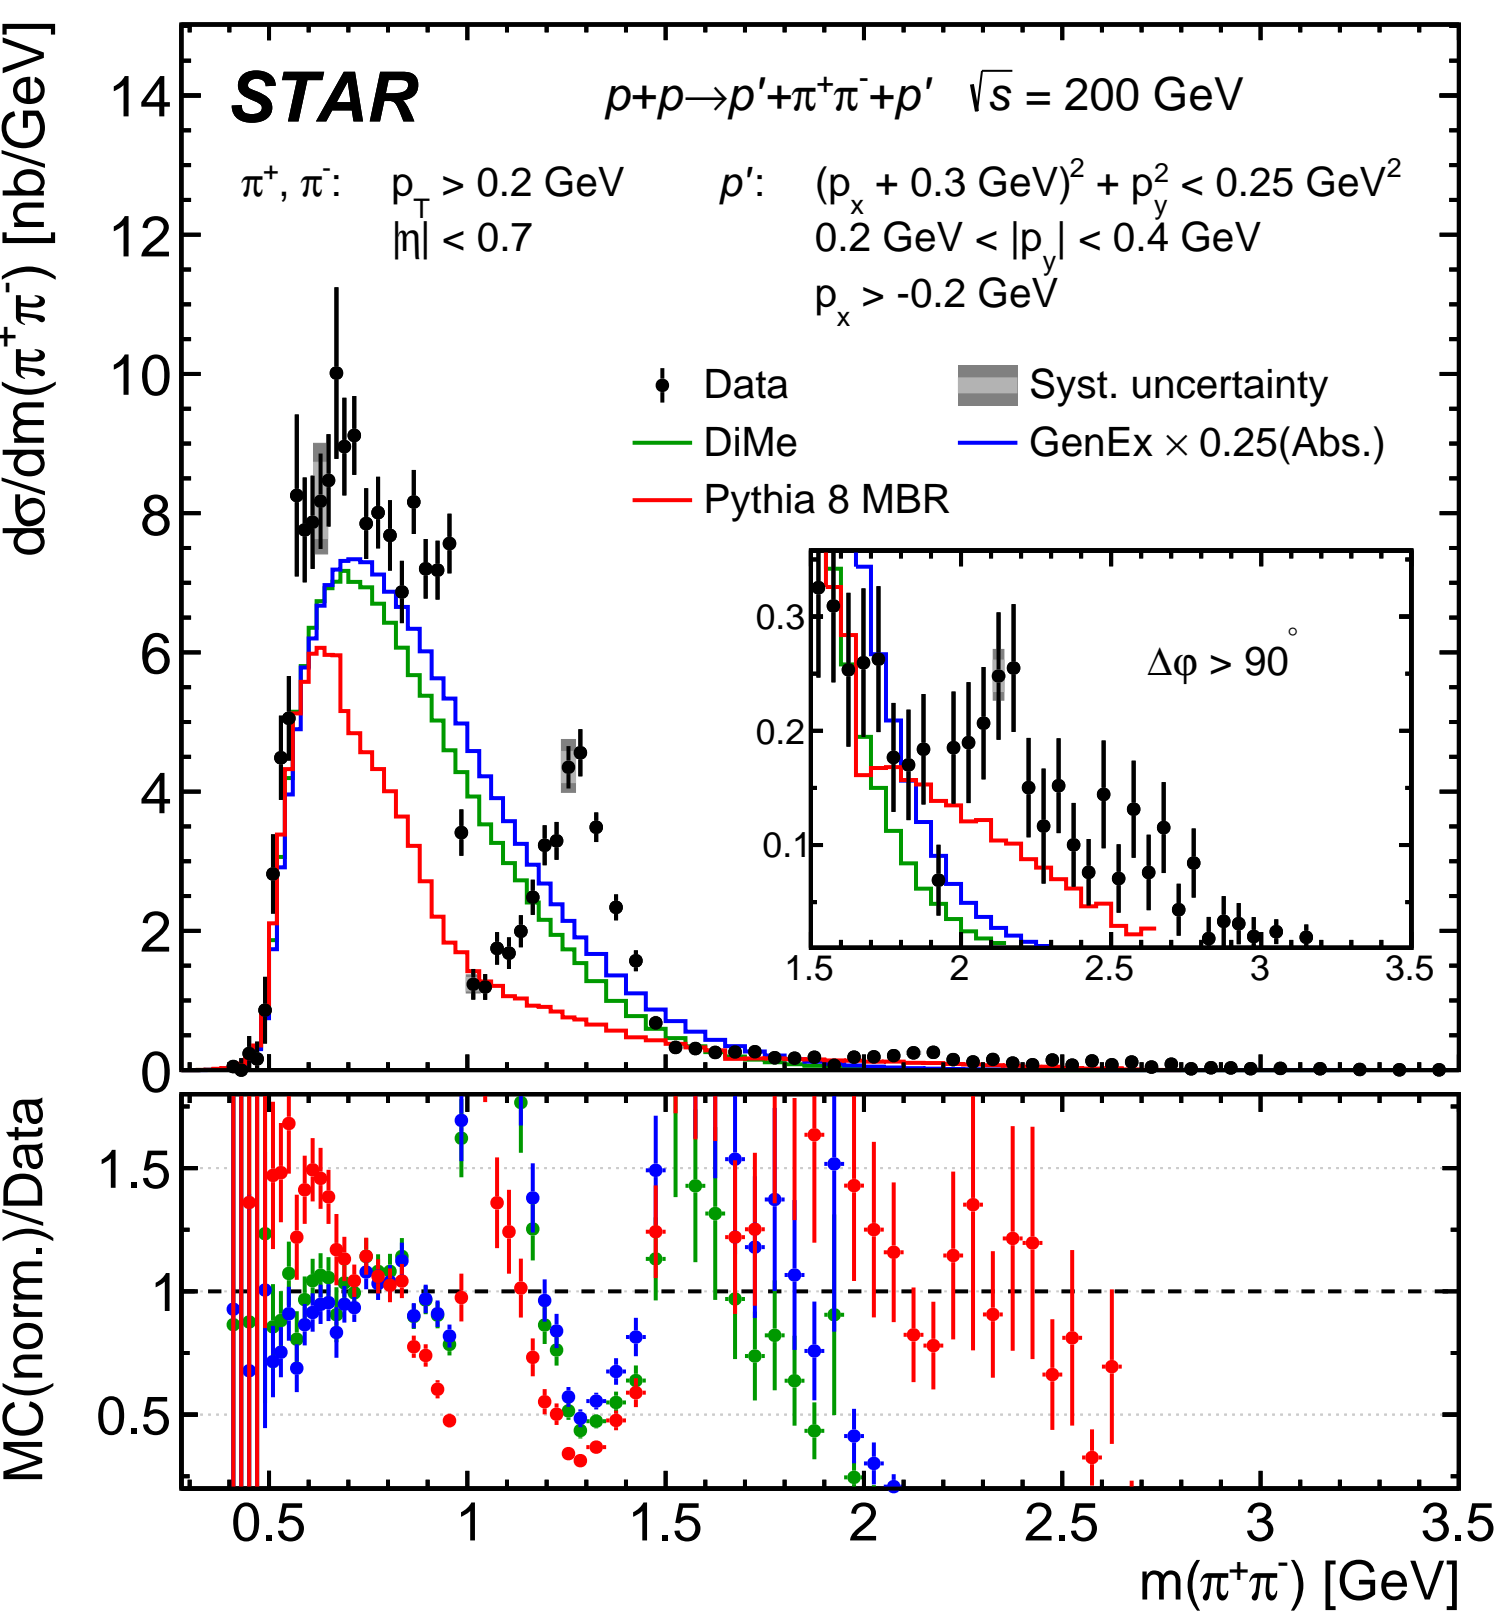 STAR p+p→p′+π⁺π⁻+p′ √s = 200 GeV
π⁺, π⁻: p_T > 0.2 GeV p′: (p_x + 0.3 GeV)² + p_y² < 0.25 GeV²
|η| < 0.7 0.2 GeV < |p_y| < 0.4 GeV
p_x > -0.2 GeV
Data Syst. uncertainty
DiMe GenEx × 0.25(Abs.)
Pythia 8 MBR
dσ/dm(π⁺π⁻) [nb/GeV]
14
12
10
8
6
4
2
0
Δφ > 90°
0.3
0.2
0.1
1.5 2 2.5 3 3.5
MC(norm.)/Data
1.5
1
0.5
0.5 1 1.5 2 2.5 3 3.5
m(π⁺π⁻) [GeV]